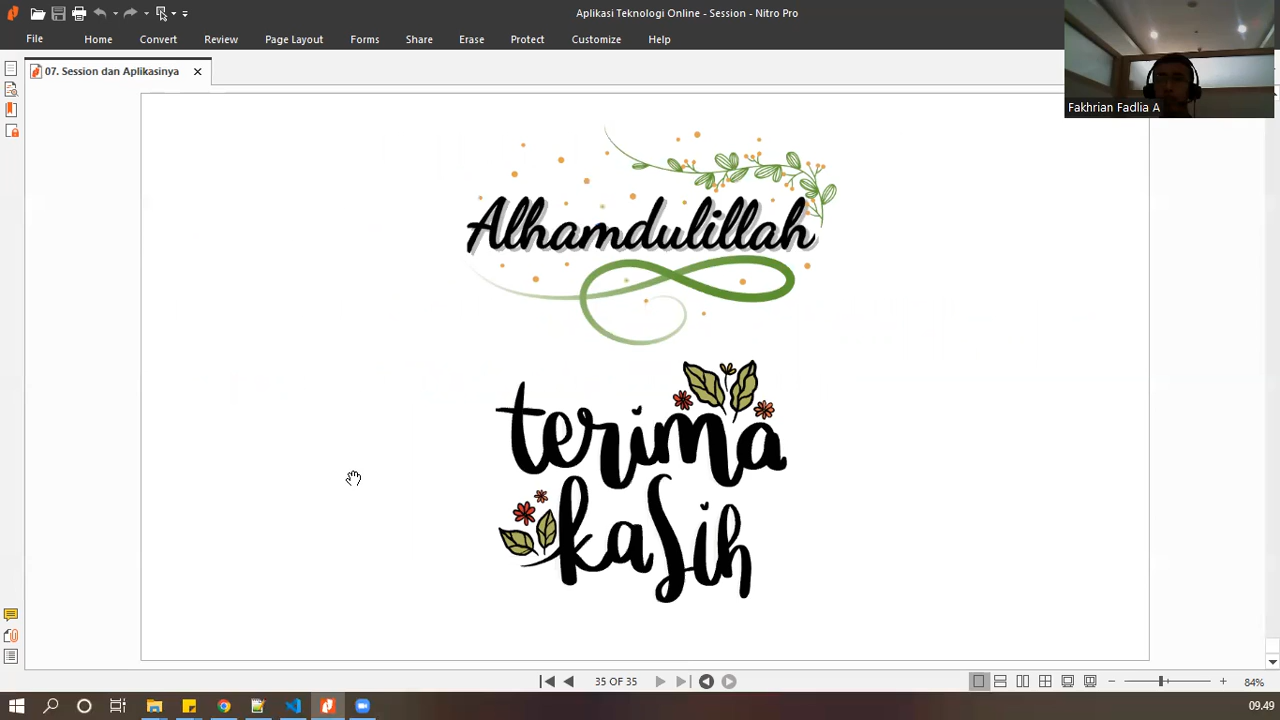 Aplikasi Teknologi Online - Session - Nitro Pro
File Home Convert Review Page Layout Forms Share Erase Protect Customize Help
07. Session dan Aplikasinya
Fakhrian Fadlia A
Alhamdulillah
terima
kasih
35 OF 35
84%
09.49